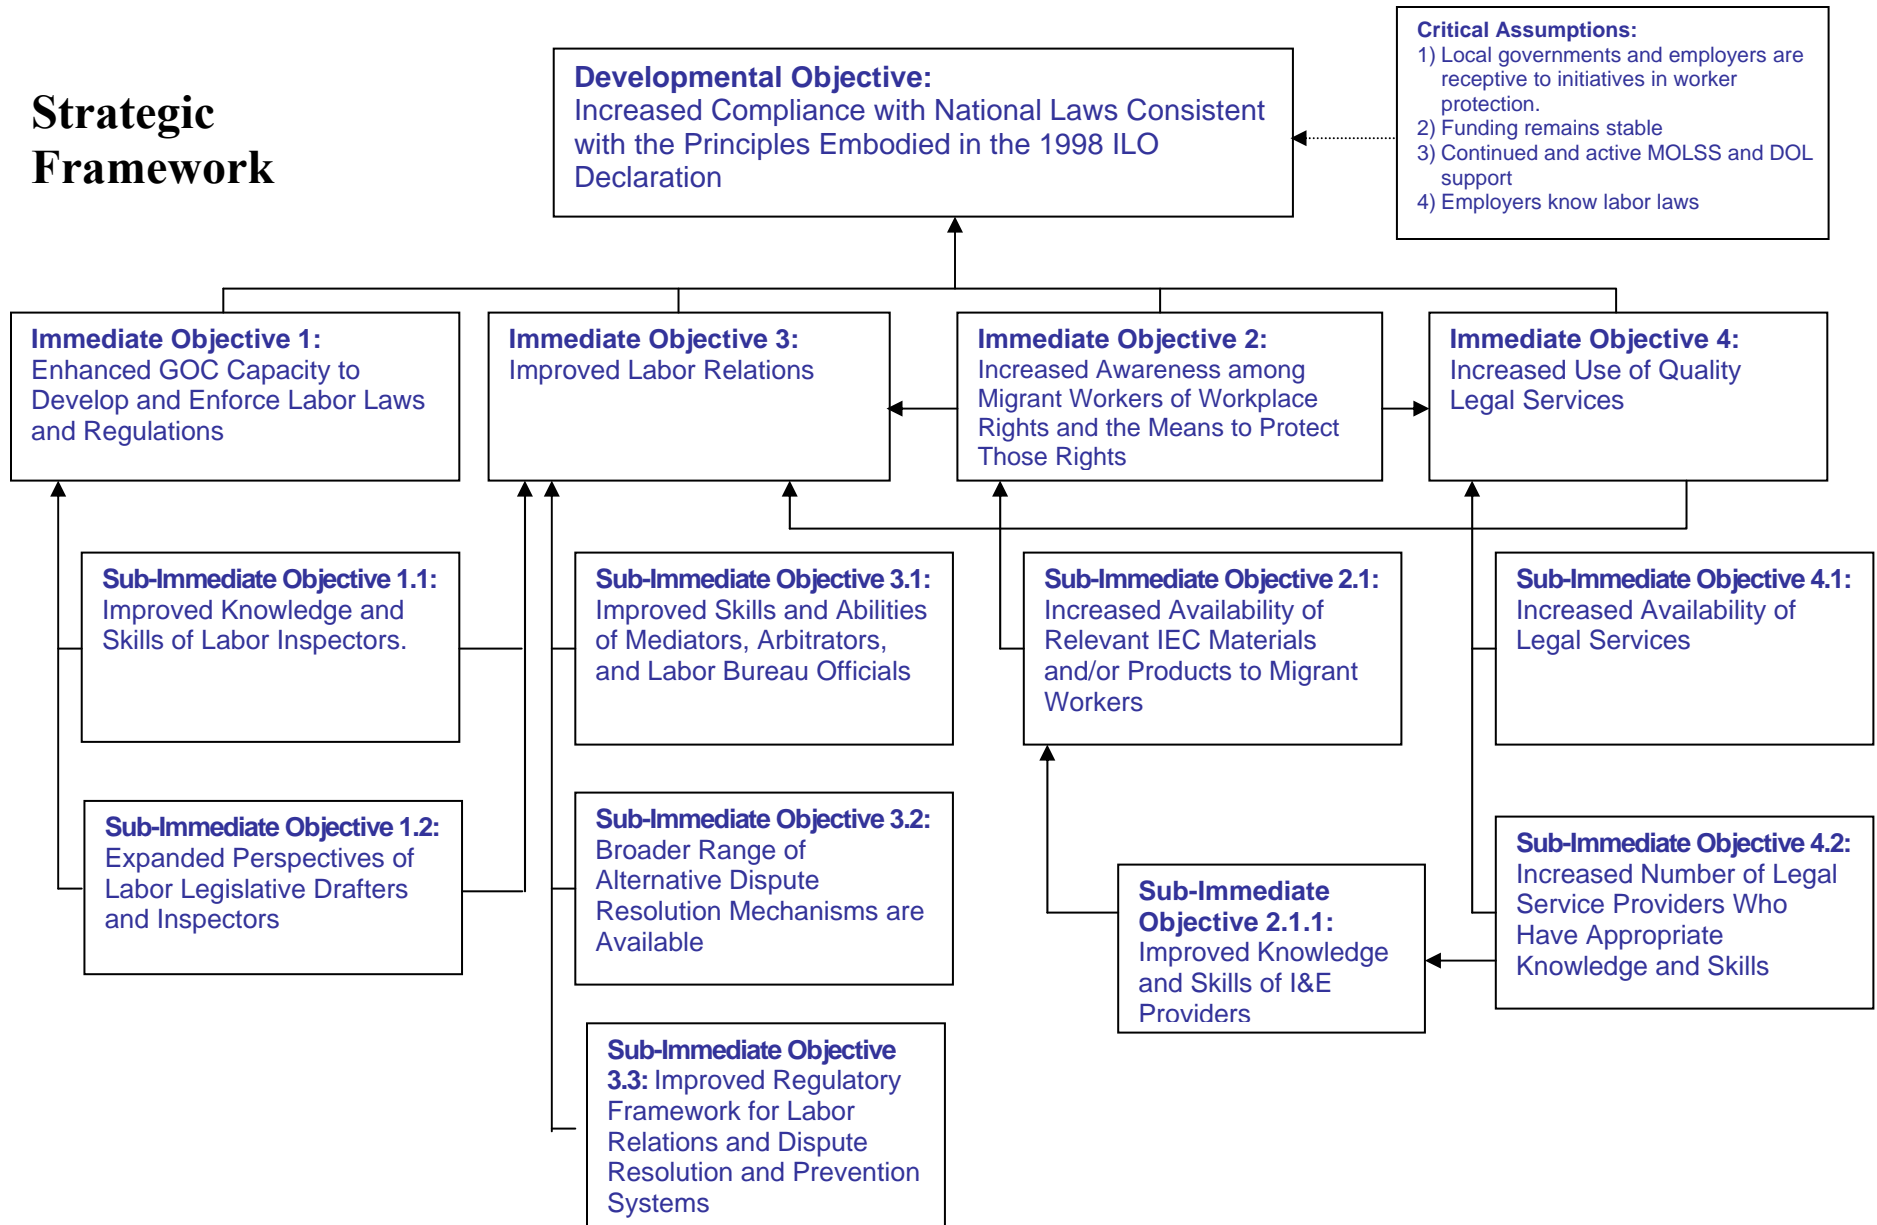 Strategic
Framework
Developmental Objective:
Increased Compliance with National Laws Consistent
with the Principles Embodied in the 1998 ILO
Declaration
Critical Assumptions:
1) Local governments and employers are
receptive to initiatives in worker
protection.
2) Funding remains stable
3) Continued and active MOLSS and DOL
support
4) Employers know labor laws
Immediate Objective 1:
Enhanced GOC Capacity to
Develop and Enforce Labor Laws
and Regulations
Immediate Objective 3:
Improved Labor Relations
Immediate Objective 2:
Increased Awareness among
Migrant Workers of Workplace
Rights and the Means to Protect
Those Rights
Immediate Objective 4:
Increased Use of Quality
Legal Services
Sub-Immediate Objective 1.1:
Improved Knowledge and
Skills of Labor Inspectors.
Sub-Immediate Objective 3.1:
Improved Skills and Abilities
of Mediators, Arbitrators,
and Labor Bureau Officials
Sub-Immediate Objective 2.1:
Increased Availability of
Relevant IEC Materials
and/or Products to Migrant
Workers
Sub-Immediate Objective 4.1:
Increased Availability of
Legal Services
Sub-Immediate Objective 1.2:
Expanded Perspectives of
Labor Legislative Drafters
and Inspectors
Sub-Immediate Objective 3.2:
Broader Range of
Alternative Dispute
Resolution Mechanisms are
Available
Sub-Immediate
Objective 2.1.1:
Improved Knowledge
and Skills of I&E
Providers
Sub-Immediate Objective 4.2:
Increased Number of Legal
Service Providers Who
Have Appropriate
Knowledge and Skills
Sub-Immediate Objective
3.3: Improved Regulatory
Framework for Labor
Relations and Dispute
Resolution and Prevention
Systems